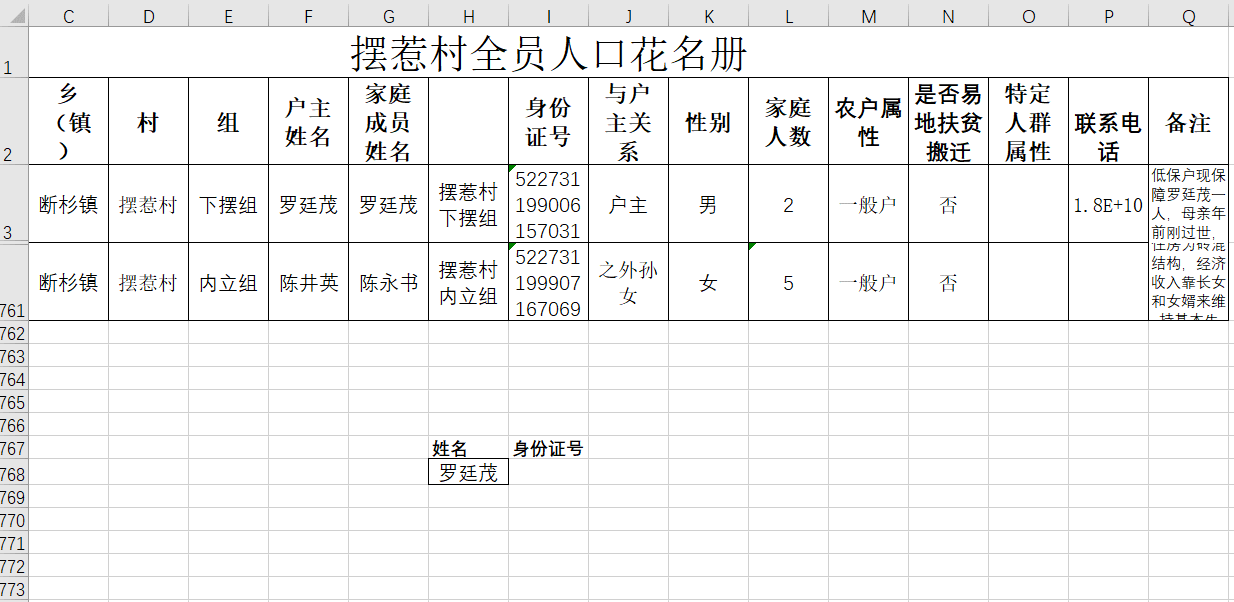 C D E F G H I J K L M N O P Q
1 摆惹村全员人口花名册
2 乡（镇） 村 组 户主姓名 家庭成员姓名 身份证号 与户主关系 性别 家庭人数 农户属性 是否易地扶贫搬迁 特定人群属性 联系电话 备注
3 断杉镇 摆惹村 下摆组 罗廷茂 罗廷茂 摆惹村下摆组 522731199006157031 户主 男 2 一般户 否 1.8E+10 低保户现保障罗廷茂一人，母亲年前刚过世，
761 断杉镇 摆惹村 内立组 陈井英 陈永书 摆惹村内立组 522731199907167069 之外孙女 女 5 一般户 否 住房为砖混结构，经济收入靠长女和女婿来维持基本生
762
763
764
765
766
767 姓名 身份证号
768 罗廷茂
769
770
771
772
773